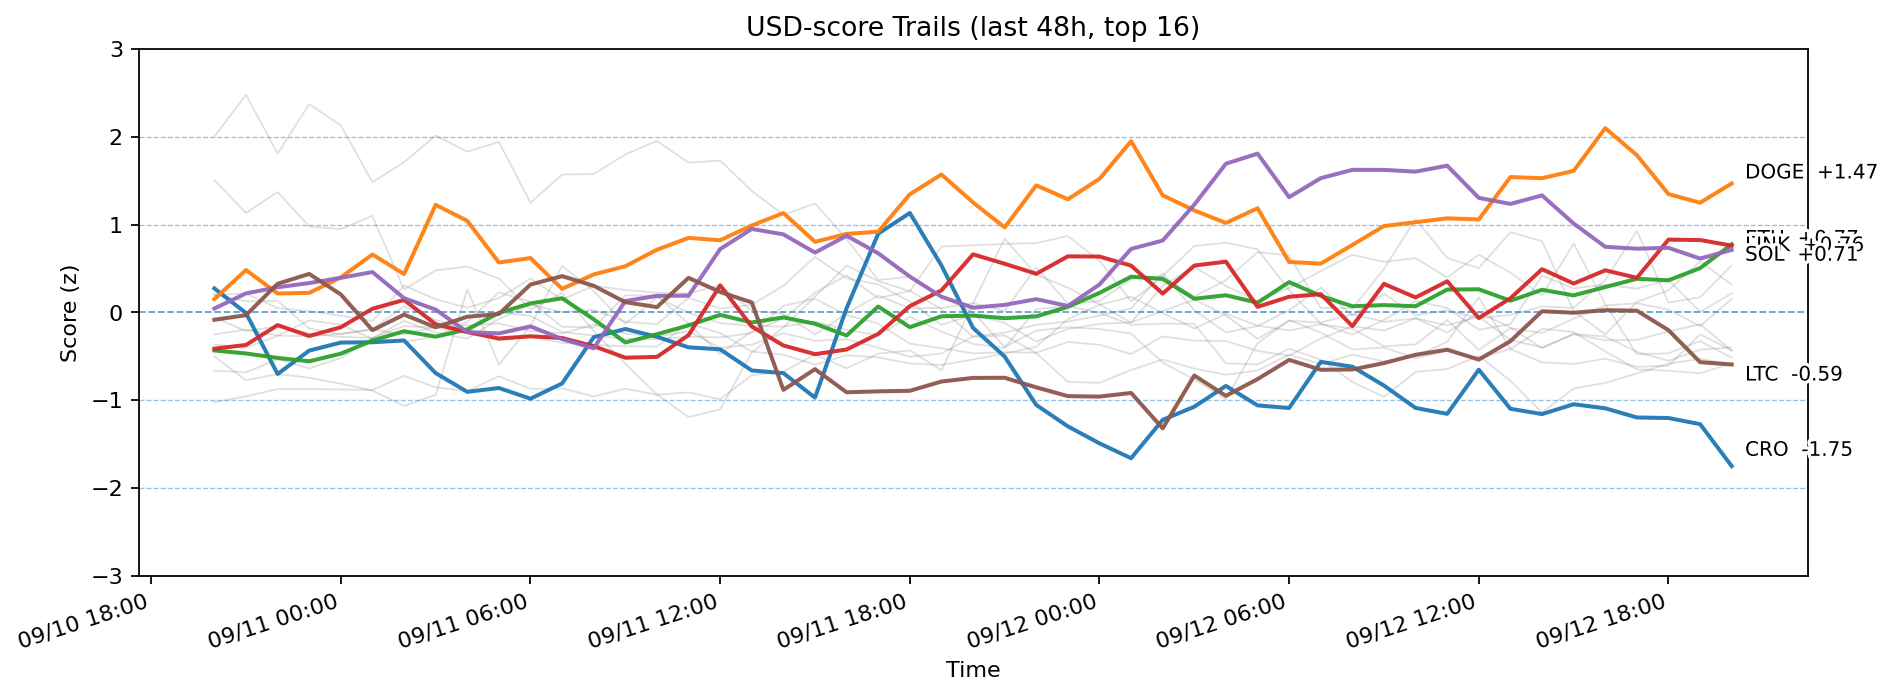 USD-score Trails (last 48h, top 16)
3
2
1
0
−1
−2
−3
Score (z)
DOGE +1.47
SOL +0.71
LTC -0.59
CRO -1.75
09/10 18:00
09/11 00:00
09/11 06:00
09/11 12:00
09/11 18:00
09/12 00:00
09/12 06:00
09/12 12:00
09/12 18:00
Time